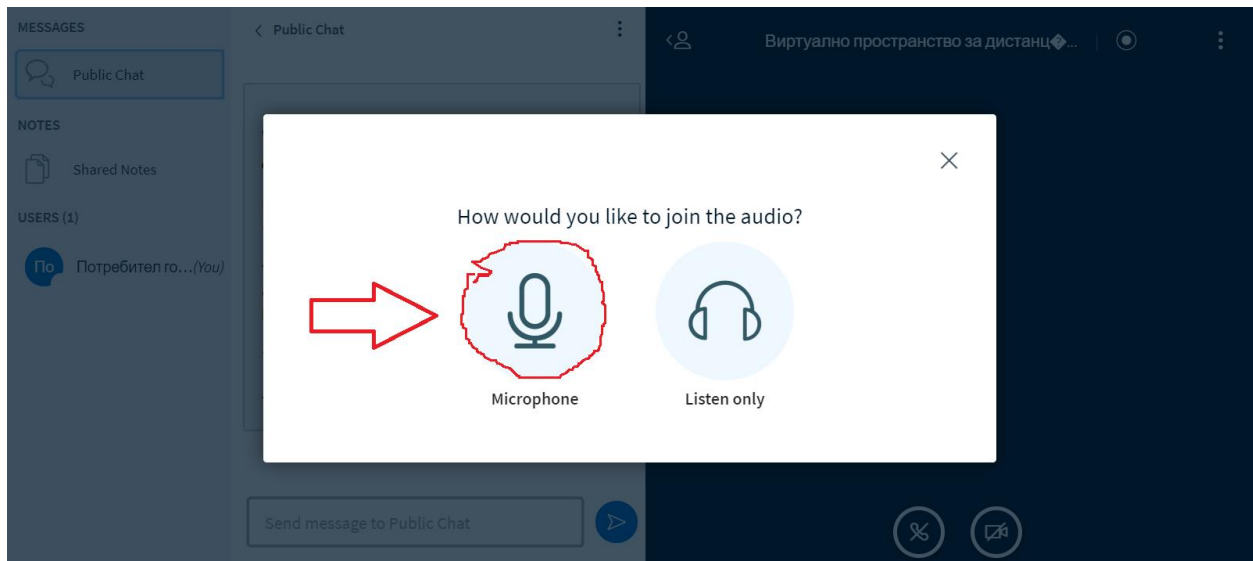 MESSAGES
Public Chat
NOTES
Shared Notes
USERS (1)
По Потребител го...(You)
Public Chat
Send message to Public Chat
Виртуално пространство за дистанц�...
How would you like to join the audio?
Microphone
Listen only